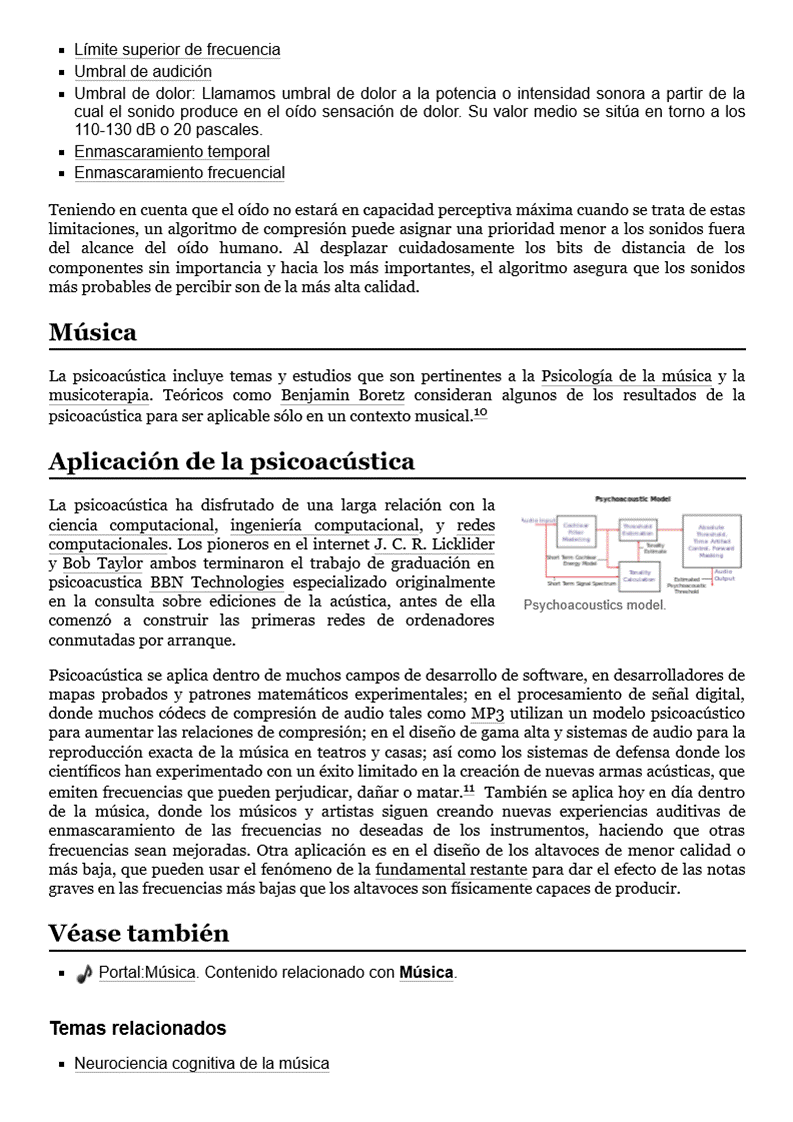 Límite superior de frecuencia
Umbral de audición
Umbral de dolor: Llamamos umbral de dolor a la potencia o intensidad sonora a partir de la
cual el sonido produce en el oído sensación de dolor. Su valor medio se sitúa en torno a los
110-130 dB o 20 pascales.
Enmascaramiento temporal
Enmascaramiento frecuencial
Teniendo en cuenta que el oído no estará en capacidad perceptiva máxima cuando se trata de estas
limitaciones, un algoritmo de compresión puede asignar una prioridad menor a los sonidos fuera
del alcance del oído humano. Al desplazar cuidadosamente los bits de distancia de los
componentes sin importancia y hacia los más importantes, el algoritmo asegura que los sonidos
más probables de percibir son de la más alta calidad.
Música
La psicoacústica incluye temas y estudios que son pertinentes a la Psicología de la música y la
musicoterapia. Teóricos como Benjamin Boretz consideran algunos de los resultados de la
psicoacústica para ser aplicable sólo en un contexto musical.10
Aplicación de la psicoacústica
La psicoacústica ha disfrutado de una larga relación con la
ciencia computacional, ingeniería computacional, y redes
computacionales. Los pioneros en el internet J. C. R. Licklider
y Bob Taylor ambos terminaron el trabajo de graduación en
psicoacustica BBN Technologies especializado originalmente
en la consulta sobre ediciones de la acústica, antes de ella
comenzó a construir las primeras redes de ordenadores
conmutadas por arranque.
Psychoacoustic Model
Audio Input
Cochlear
Filter
Modeling
Threshold
Estimation
Absolute
Threshold,
Time Artifact
Control, Forward
Masking
Tonality
Estimate
Short Term Cochlear
Energy Model
Tonality
Calculation
Short Term Signal Spectrum
Estimated
Psychoacoustic
Threshold
Audio
Output
Psychoacoustics model.
Psicoacústica se aplica dentro de muchos campos de desarrollo de software, en desarrolladores de
mapas probados y patrones matemáticos experimentales; en el procesamiento de señal digital,
donde muchos códecs de compresión de audio tales como MP3 utilizan un modelo psicoacústico
para aumentar las relaciones de compresión; en el diseño de gama alta y sistemas de audio para la
reproducción exacta de la música en teatros y casas; así como los sistemas de defensa donde los
científicos han experimentado con un éxito limitado en la creación de nuevas armas acústicas, que
emiten frecuencias que pueden perjudicar, dañar o matar.11 También se aplica hoy en día dentro
de la música, donde los músicos y artistas siguen creando nuevas experiencias auditivas de
enmascaramiento de las frecuencias no deseadas de los instrumentos, haciendo que otras
frecuencias sean mejoradas. Otra aplicación es en el diseño de los altavoces de menor calidad o
más baja, que pueden usar el fenómeno de la fundamental restante para dar el efecto de las notas
graves en las frecuencias más bajas que los altavoces son físicamente capaces de producir.
Véase también
Portal:Música. Contenido relacionado con Música.
Temas relacionados
Neurociencia cognitiva de la música